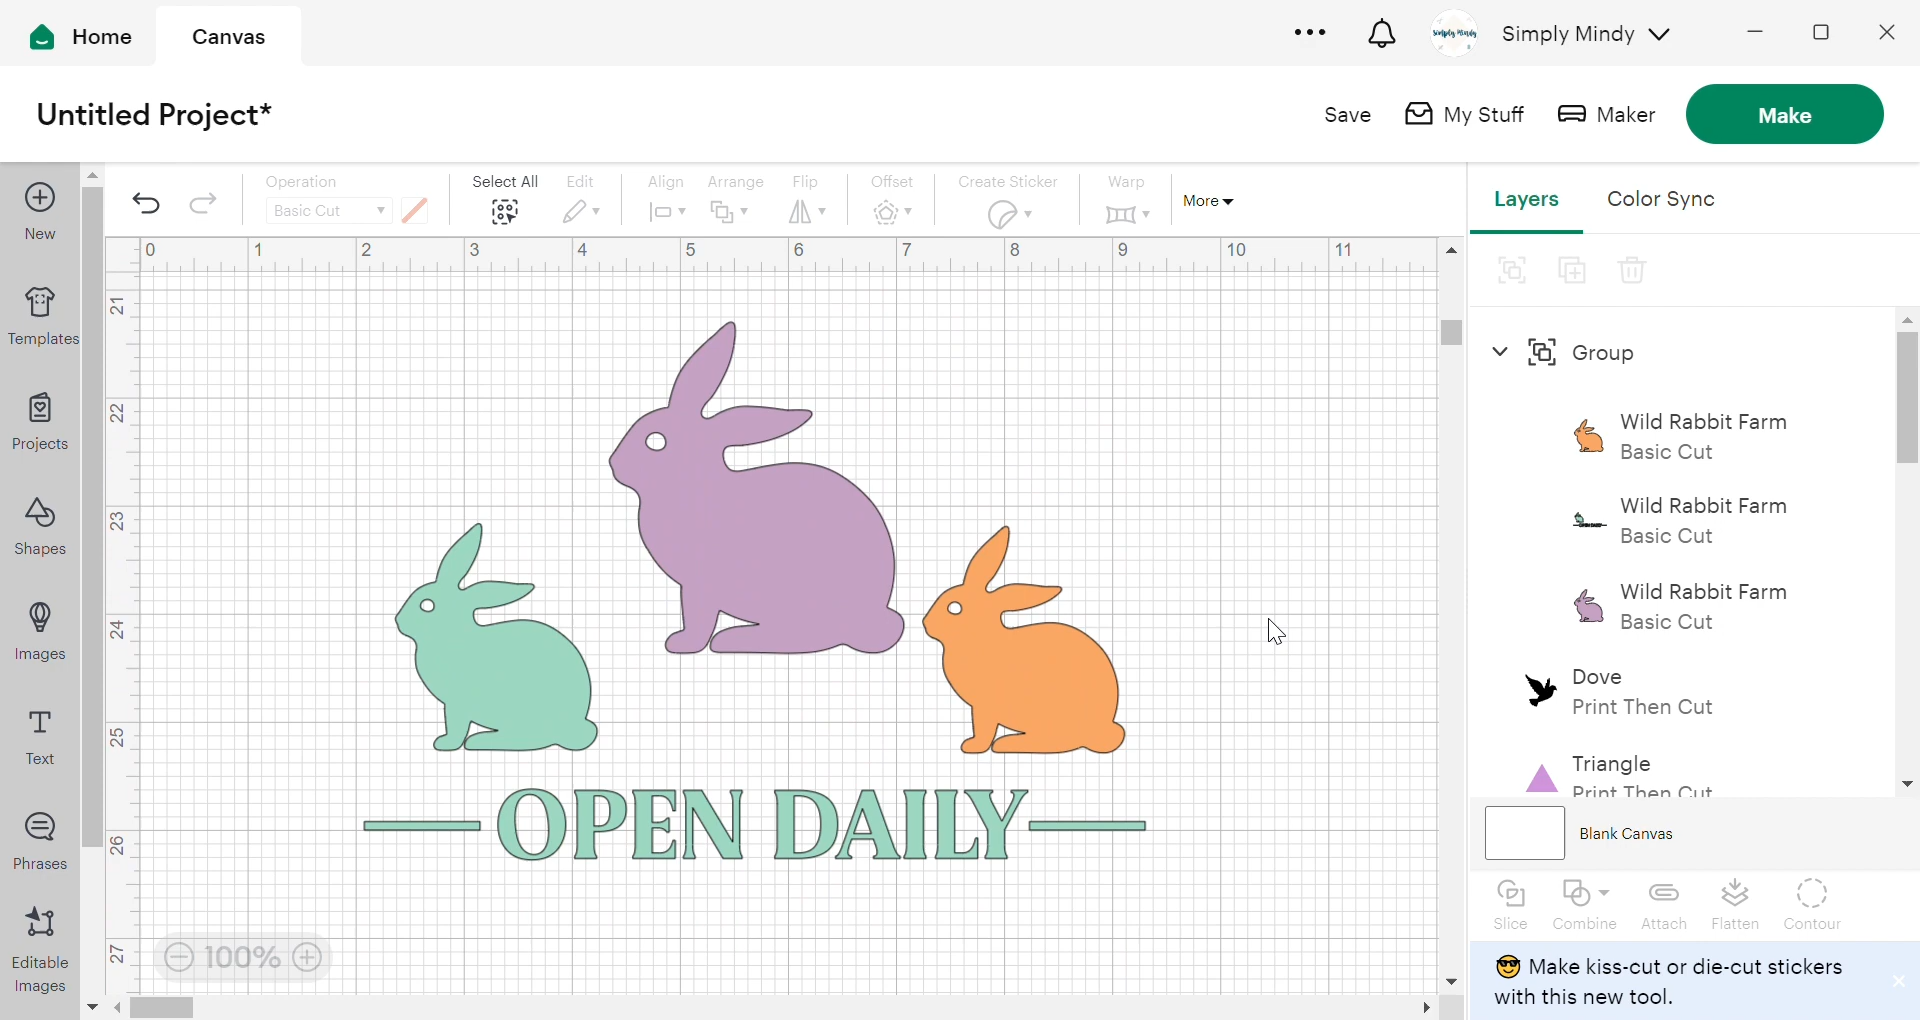 Home
Canvas
Simply Mindy
Simply Mindy
Untitled Project*
Save
My Stuff
Maker
Make
New
Templates
Projects
Shapes
Images
Text
Phrases
Editable
Images
Operation
Basic Cut
Select All
Edit
Align
Arrange
Flip
Offset
Create Sticker
Warp
More
0 1 2 3 4 5 6 7 8 9 10 11
21
22
23
24
25
26
27
OPEN DAILY
100%
Layers
Color Sync
Group
Wild Rabbit Farm
Basic Cut
Wild Rabbit Farm
Basic Cut
Wild Rabbit Farm
Basic Cut
Dove
Print Then Cut
Triangle
Print Then Cut
Blank Canvas
Slice
Combine
Attach
Flatten
Contour
Make kiss-cut or die-cut stickers
with this new tool.